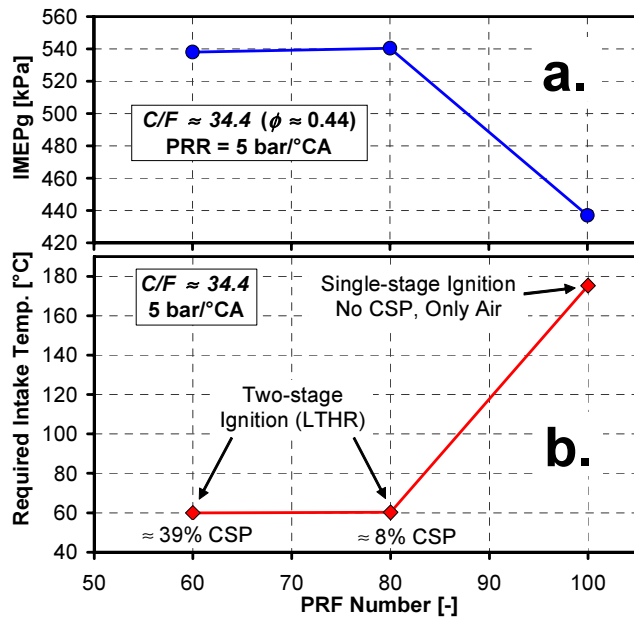 IMEPg [kPa]
560
540
520
500
480
460
440
420
a.
C/F ≈ 34.4 (ϕ ≈ 0.44)
PRR = 5 bar/°CA
Required Intake Temp. [°C]
180
160
140
120
100
80
60
40
C/F ≈ 34.4
5 bar/°CA
Single-stage Ignition
No CSP, Only Air
Two-stage
Ignition (LTHR)
b.
≈ 39% CSP
≈ 8% CSP
50
60
70
80
90
100
PRF Number [-]